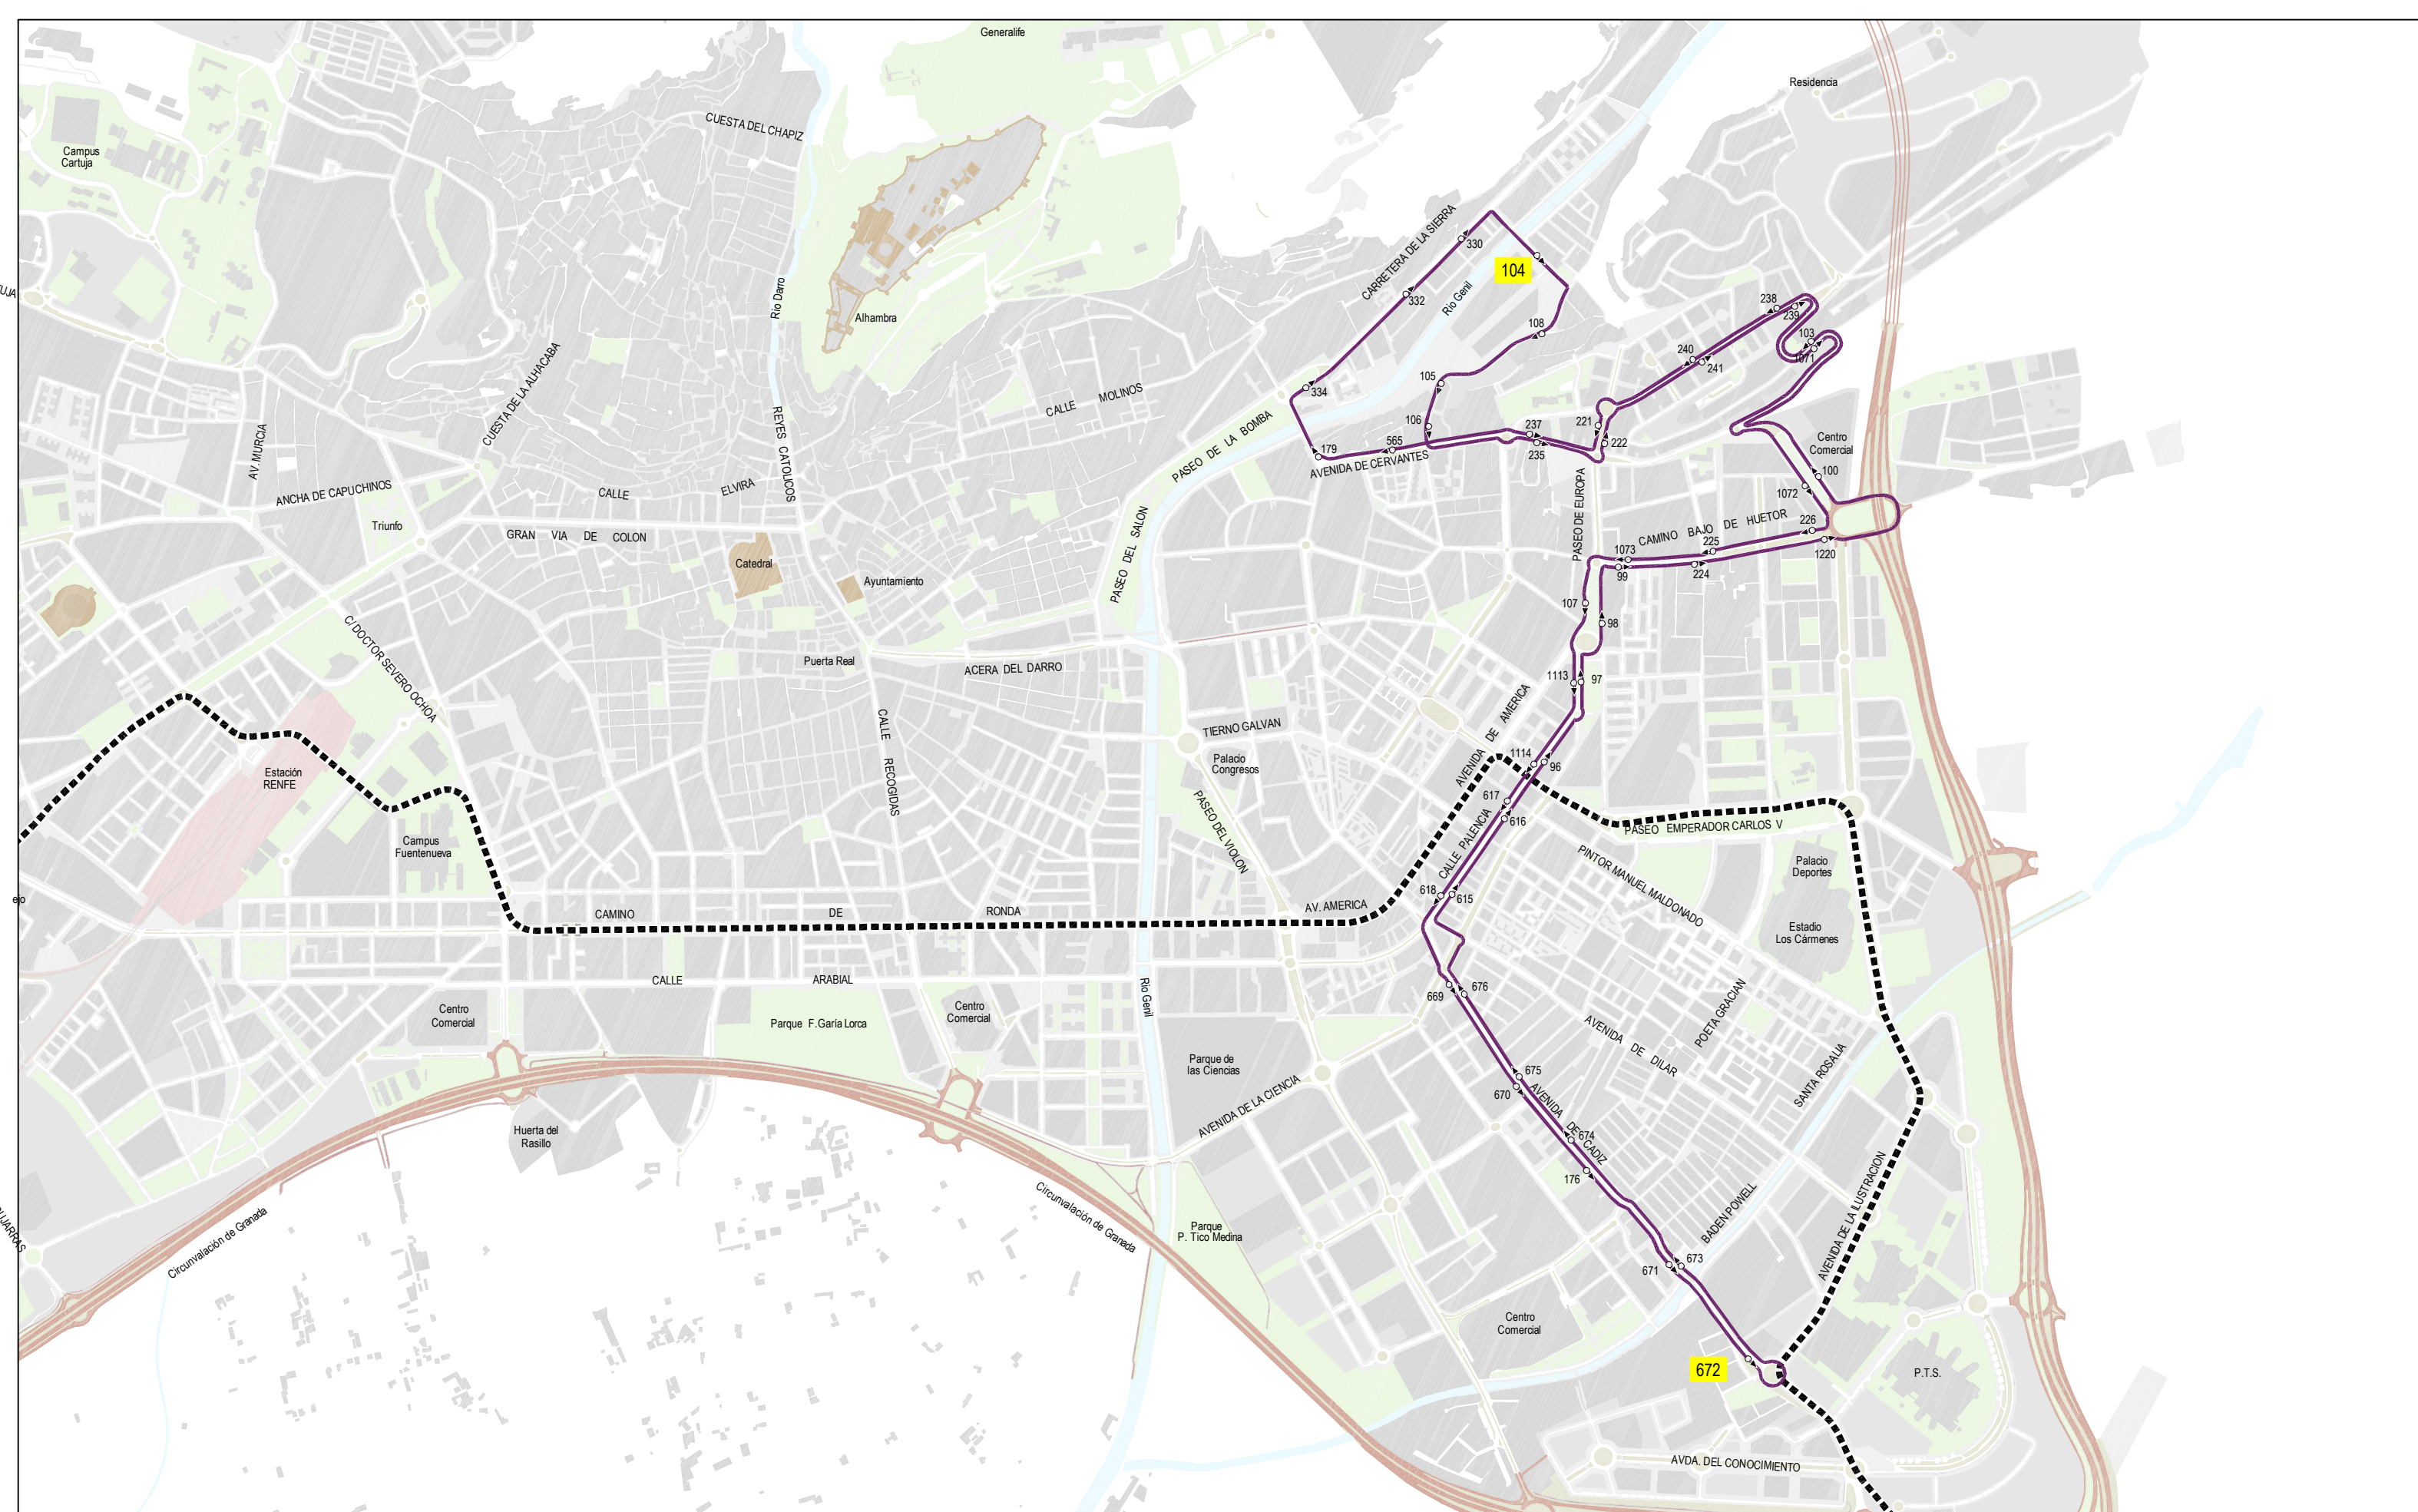 Generalife
Residencia
CUESTA DEL CHAPIZ
Campus
Cartuja
CARRETERA DE LA SIERRA
330
104
332
Rio Genil
Rio Darro
Alhambra
UJA
238
239
108
103
1071
240
241
CUESTA DE LA ALHACABA
105
334
CALLE MOLINOS
106
PASEO DE LA BOMBA
237
235
221
222
179
565
AVENIDA DE CERVANTES
Centro
Comercial
100
1072
AV. MURCIA
ANCHA DE CAPUCHINOS
CALLE ELVIRA
REYES CATOLICOS
Triunfo
GRAN VIA DE COLON
PASEO DEL SALON
PASEO DE EUROPA
CAMINO BAJO DE HUETOR
226
225
1220
1073
99
224
Catedral
Ayuntamiento
107
98
C/ DOCTOR SEVERO OCHOA
Puerta Real
ACERA DEL DARRO
1113
97
CALLE RECOGIDAS
TIERNO GALVAN
Palacio
Congresos
AVENIDA DE AMERICA
1114
96
Estación
RENFE
617
616
PASEO EMPERADOR CARLOS V
CALLE PALENCIA
PASEO DEL VIOLON
Campus
Fuentenueva
PINTOR MANUEL MALDONADO
Palacio
Deportes
618
615
ejo
CAMINO DE RONDA
AV. AMERICA
Estadio
Los Cármenes
CALLE ARABIAL
Rio Genil
669
676
Centro
Comercial
Parque F.Garía Lorca
Centro
Comercial
POETA GRACIAN
AVENIDA DE DILAR
Parque de
las Ciencias
675
670
AVENIDA DE CADIZ
SANTA ROSALIA
AVENIDA DE LA CIENCIA
Huerta del
Rasillo
674
176
AVENIDA DE LA ILUSTRACION
BADEN POWELL
Circunvalación de Granada
Circunvalación de Granada
UJARRAS
Parque
P. Tico Medina
673
671
Centro
Comercial
672
P.T.S.
AVDA. DEL CONOCIMIENTO